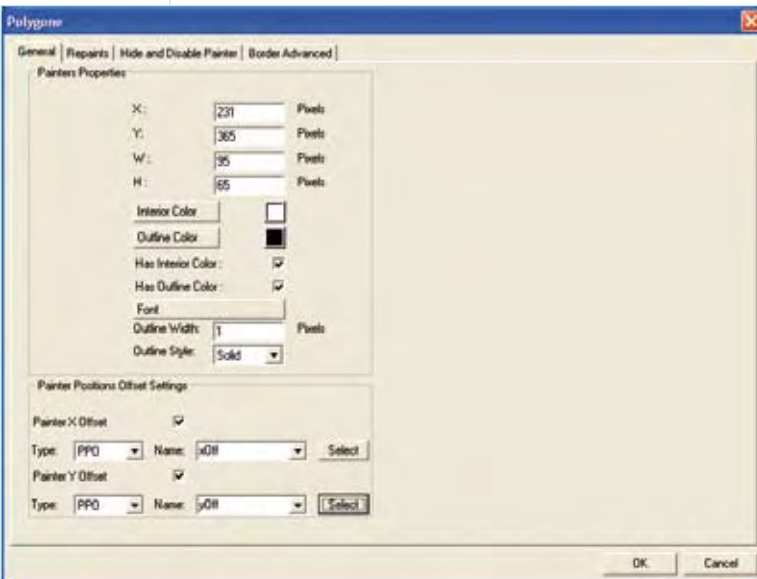 Polygone
General Repaints Hide and Disable Painter Border Advanced
Painters Properties
X : 231 Pixels
Y: 365 Pixels
W : 95 Pixels
H : 65 Pixels
Interior Color
Outline Color
Has Interior Color :
Has Outline Color :
Font
Outline Width: 1 Pixels
Outline Style: Solid
Painter Positions Offset Settings
Painter X Offset
Type: PPO Name: xOff Select
Painter Y Offset
Type: PPO Name: yOff Select
OK Cancel